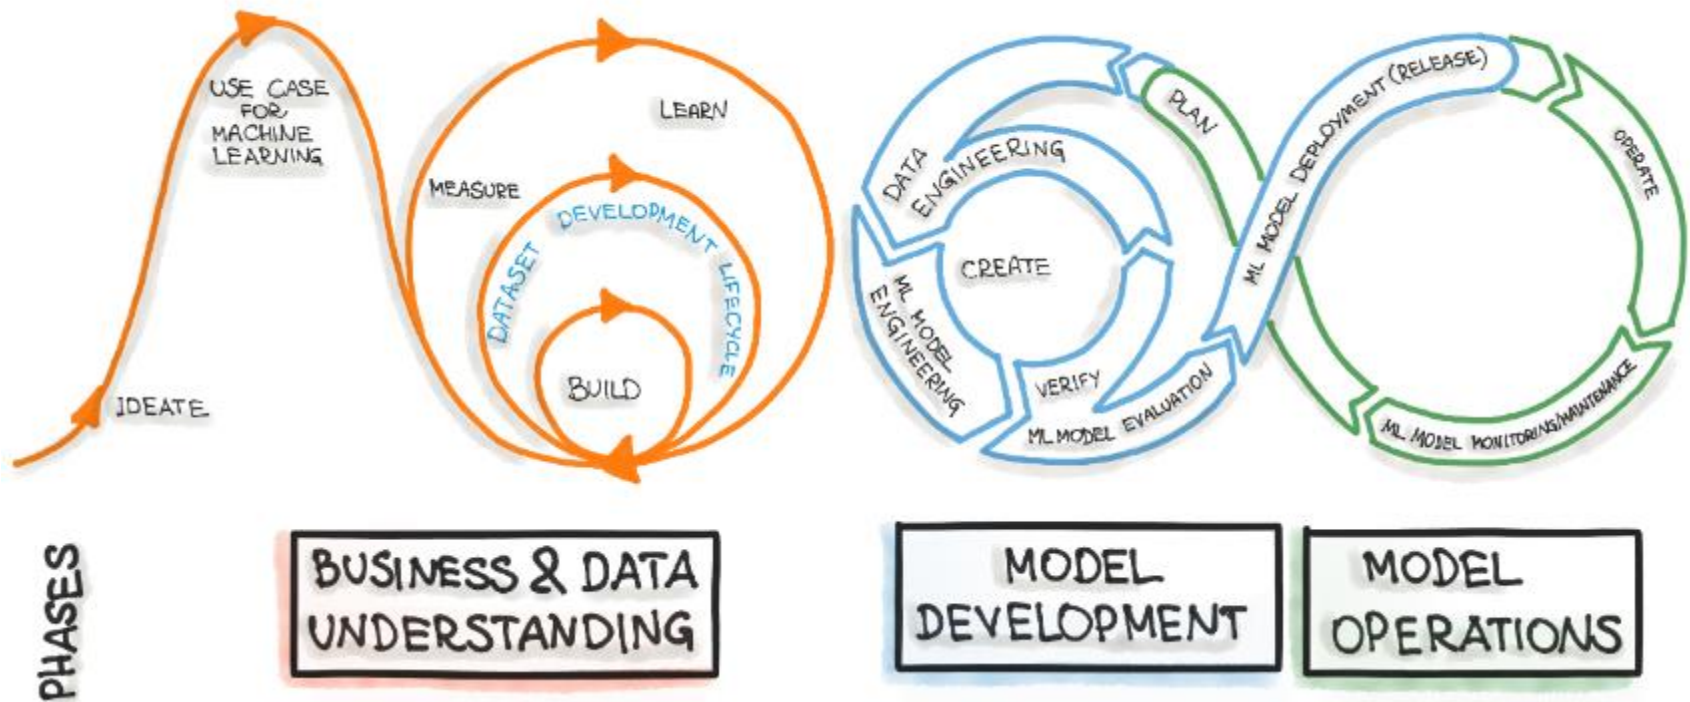 USE CASE
FOR
MACHINE
LEARNING
IDEATE
MEASURE
LEARN
DATASET DEVELOPMENT LIFECYCLE
BUILD
DATA
ENGINEERING
CREATE
ML MODEL
ENGINEERING
VERIFY
ML MODEL EVALUATION
PLAN
ML MODEL DEPLOYMENT (RELEASE)
OPERATE
ML MODEL MONITORING/MAINTENANCE
PHASES
BUSINESS & DATA
UNDERSTANDING
MODEL
DEVELOPMENT
MODEL
OPERATIONS